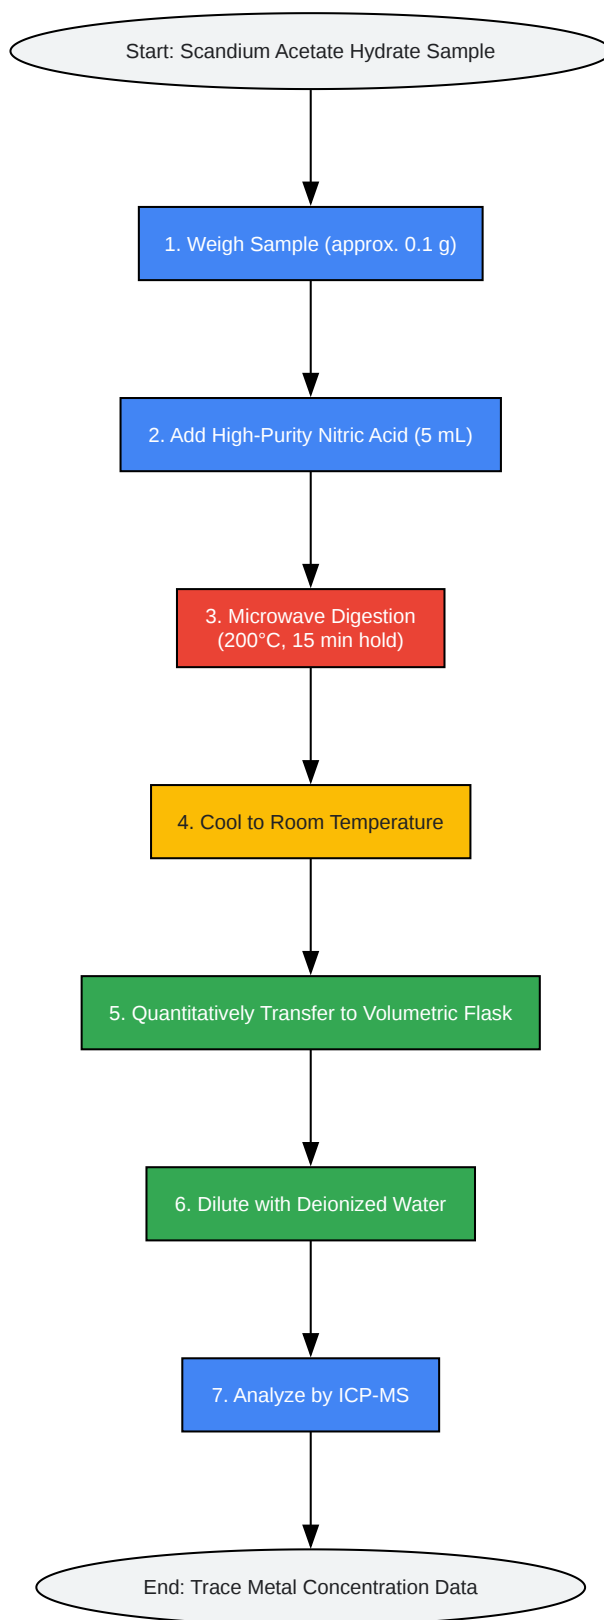 Start: Scandium Acetate Hydrate Sample
1. Weigh Sample (approx. 0.1 g)
2. Add High-Purity Nitric Acid (5 mL)
3. Microwave Digestion
(200°C, 15 min hold)
4. Cool to Room Temperature
5. Quantitatively Transfer to Volumetric Flask
6. Dilute with Deionized Water
7. Analyze by ICP-MS
End: Trace Metal Concentration Data